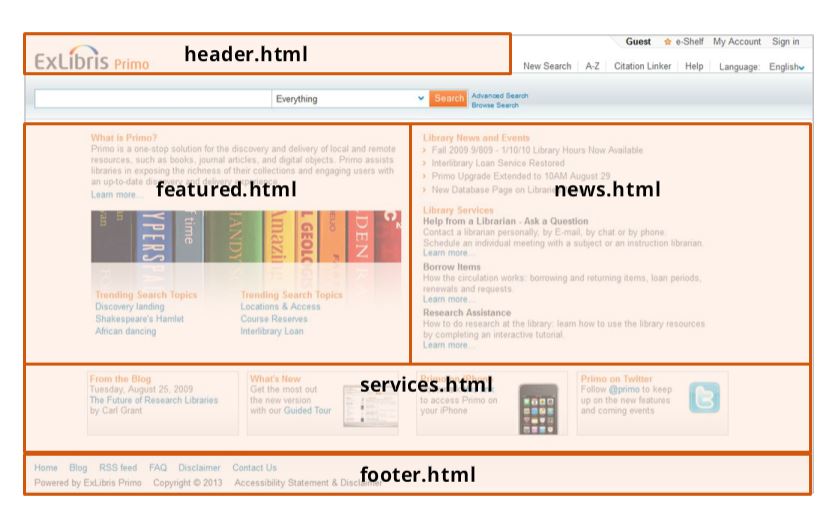 header.html
ExLibris Primo
Guest e-Shelf My Account Sign in
New Search A-Z Citation Linker Help Language: English
Everything Search Advanced Search
Browse Search
What is Primo?
Primo is a one-stop solution for the discovery and delivery of local and remote
resources, such as books, journal articles, and digital objects. Primo assists
libraries in exposing the richness of their collections and engaging users with
an up-to-date discovery and delivery experience.
Learn more...
featured.html
time
HANDY
Amazi
L GEOLO
DEN
Trending Search Topics
Discovery landing
Shakespeare's Hamlet
African dancing
Trending Search Topics
Locations & Access
Course Reserves
Interlibrary Loan
Library News and Events
Fall 2009 9/809 - 1/10/10 Library Hours Now Available
Interlibrary Loan Service Restored
Primo Upgrade Extended to 10AM August 29
New Database Page on
news.html
Library Services
Help from a Librarian - Ask a Question
Contact a librarian personally, by E-mail, by chat or by phone.
Schedule an individual meeting with a subject or an instruction librarian.
Learn more...
Borrow Items
How the circulation works: borrowing and returning items, loan periods,
renewals and requests.
Learn more...
Research Assistance
How to do research at the library: learn how to use the library resources
by completing an interactive tutorial.
Learn more...
services.html
From the Blog
Tuesday, August 25, 2009
The Future of Research Libraries
by Carl Grant
What's New
Get the most out
the new version
with our Guided Tour
Primo on iPhone
to access Primo on
your iPhone
Primo on Twitter
Follow @primo to keep
up on the new features
and coming events
Home Blog RSS feed FAQ Disclaimer Contact Us
footer.html
Powered by ExLibris Primo Copyright © 2013 Accessibility Statement & Disclaimer